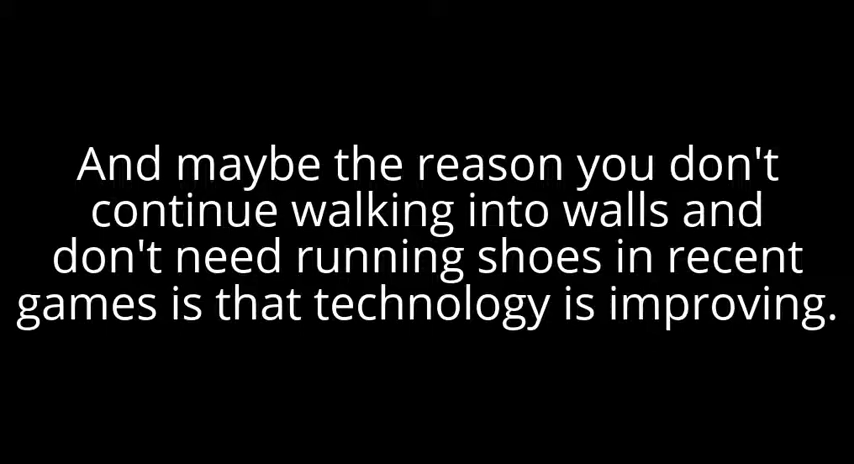 And maybe the reason you don't
continue walking into walls and
don't need running shoes in recent
games is that technology is improving.